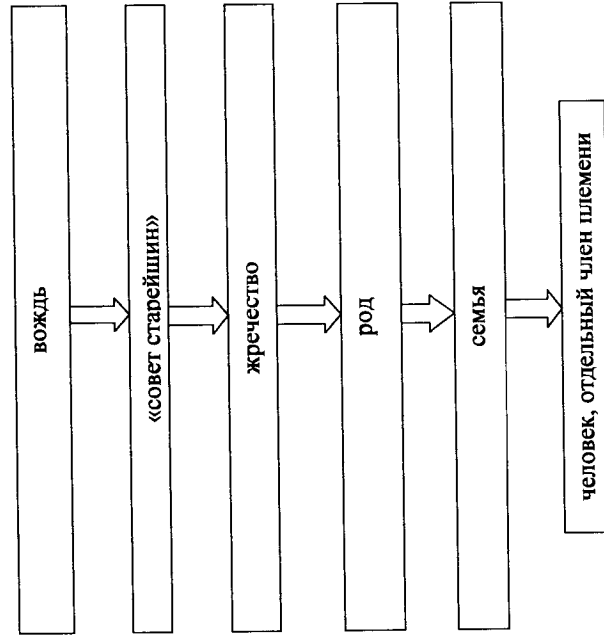 вождь
«совет старейшин»
жречество
род
семья
человек, отдельный член племени